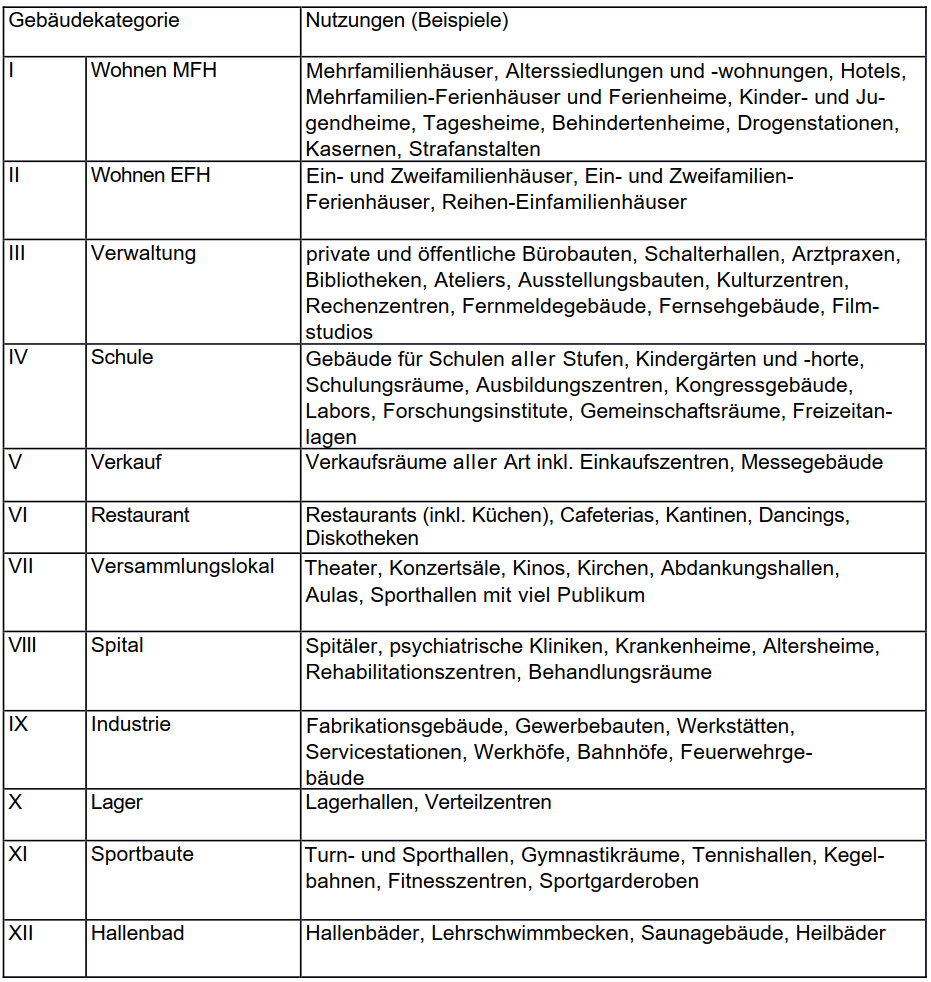 Gebäudekategorie Nutzungen (Beispiele)
I Wohnen MFH Mehrfamilienhäuser, Alterssiedlungen und -wohnungen, Hotels,
Mehrfamilien-Ferienhäuser und Ferienheime, Kinder- und Ju-
gendheime, Tagesheime, Behindertenheime, Drogenstationen,
Kasernen, Strafanstalten
II Wohnen EFH Ein- und Zweifamilienhäuser, Ein- und Zweifamilien-
Ferienhäuser, Reihen-Einfamilienhäuser
III Verwaltung private und öffentliche Bürobauten, Schalterhallen, Arztpraxen,
Bibliotheken, Ateliers, Ausstellungsbauten, Kulturzentren,
Rechenzentren, Fernmeldegebäude, Fernsehgebäude, Film-
studios
IV Schule Gebäude für Schulen aller Stufen, Kindergärten und -horte,
Schulungsräume, Ausbildungszentren, Kongressgebäude,
Labors, Forschungsinstitute, Gemeinschaftsräume, Freizeitan-
lagen
V Verkauf Verkaufsräume aller Art inkl. Einkaufszentren, Messegebäude
VI Restaurant Restaurants (inkl. Küchen), Cafeterias, Kantinen, Dancings,
Diskotheken
VII Versammlungslokal Theater, Konzertsäle, Kinos, Kirchen, Abdankungshallen,
Aulas, Sporthallen mit viel Publikum
VIII Spital Spitäler, psychiatrische Kliniken, Krankenheime, Altersheime,
Rehabilitationszentren, Behandlungsräume
IX Industrie Fabrikationsgebäude, Gewerbebauten, Werkstätten,
Servicestationen, Werkhöfe, Bahnhöfe, Feuerwehrge-
bäude
X Lager Lagerhallen, Verteilzentren
XI Sportbaute Turn- und Sporthallen, Gymnastikräume, Tennishallen, Kegel-
bahnen, Fitnesszentren, Sportgarderoben
XII Hallenbad Hallenbäder, Lehrschwimmbecken, Saunagebäude, Heilbäder